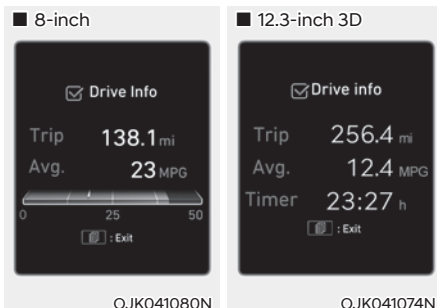 ■ 8-inch
Drive Info
Trip 138.1 mi
Avg. 23 MPG
0 25 50
: Exit
OJK041080N
■ 12.3-inch 3D
Drive info
Trip 256.4 mi
Avg. 12.4 MPG
Timer 23:27 h
: Exit
OJK041074N